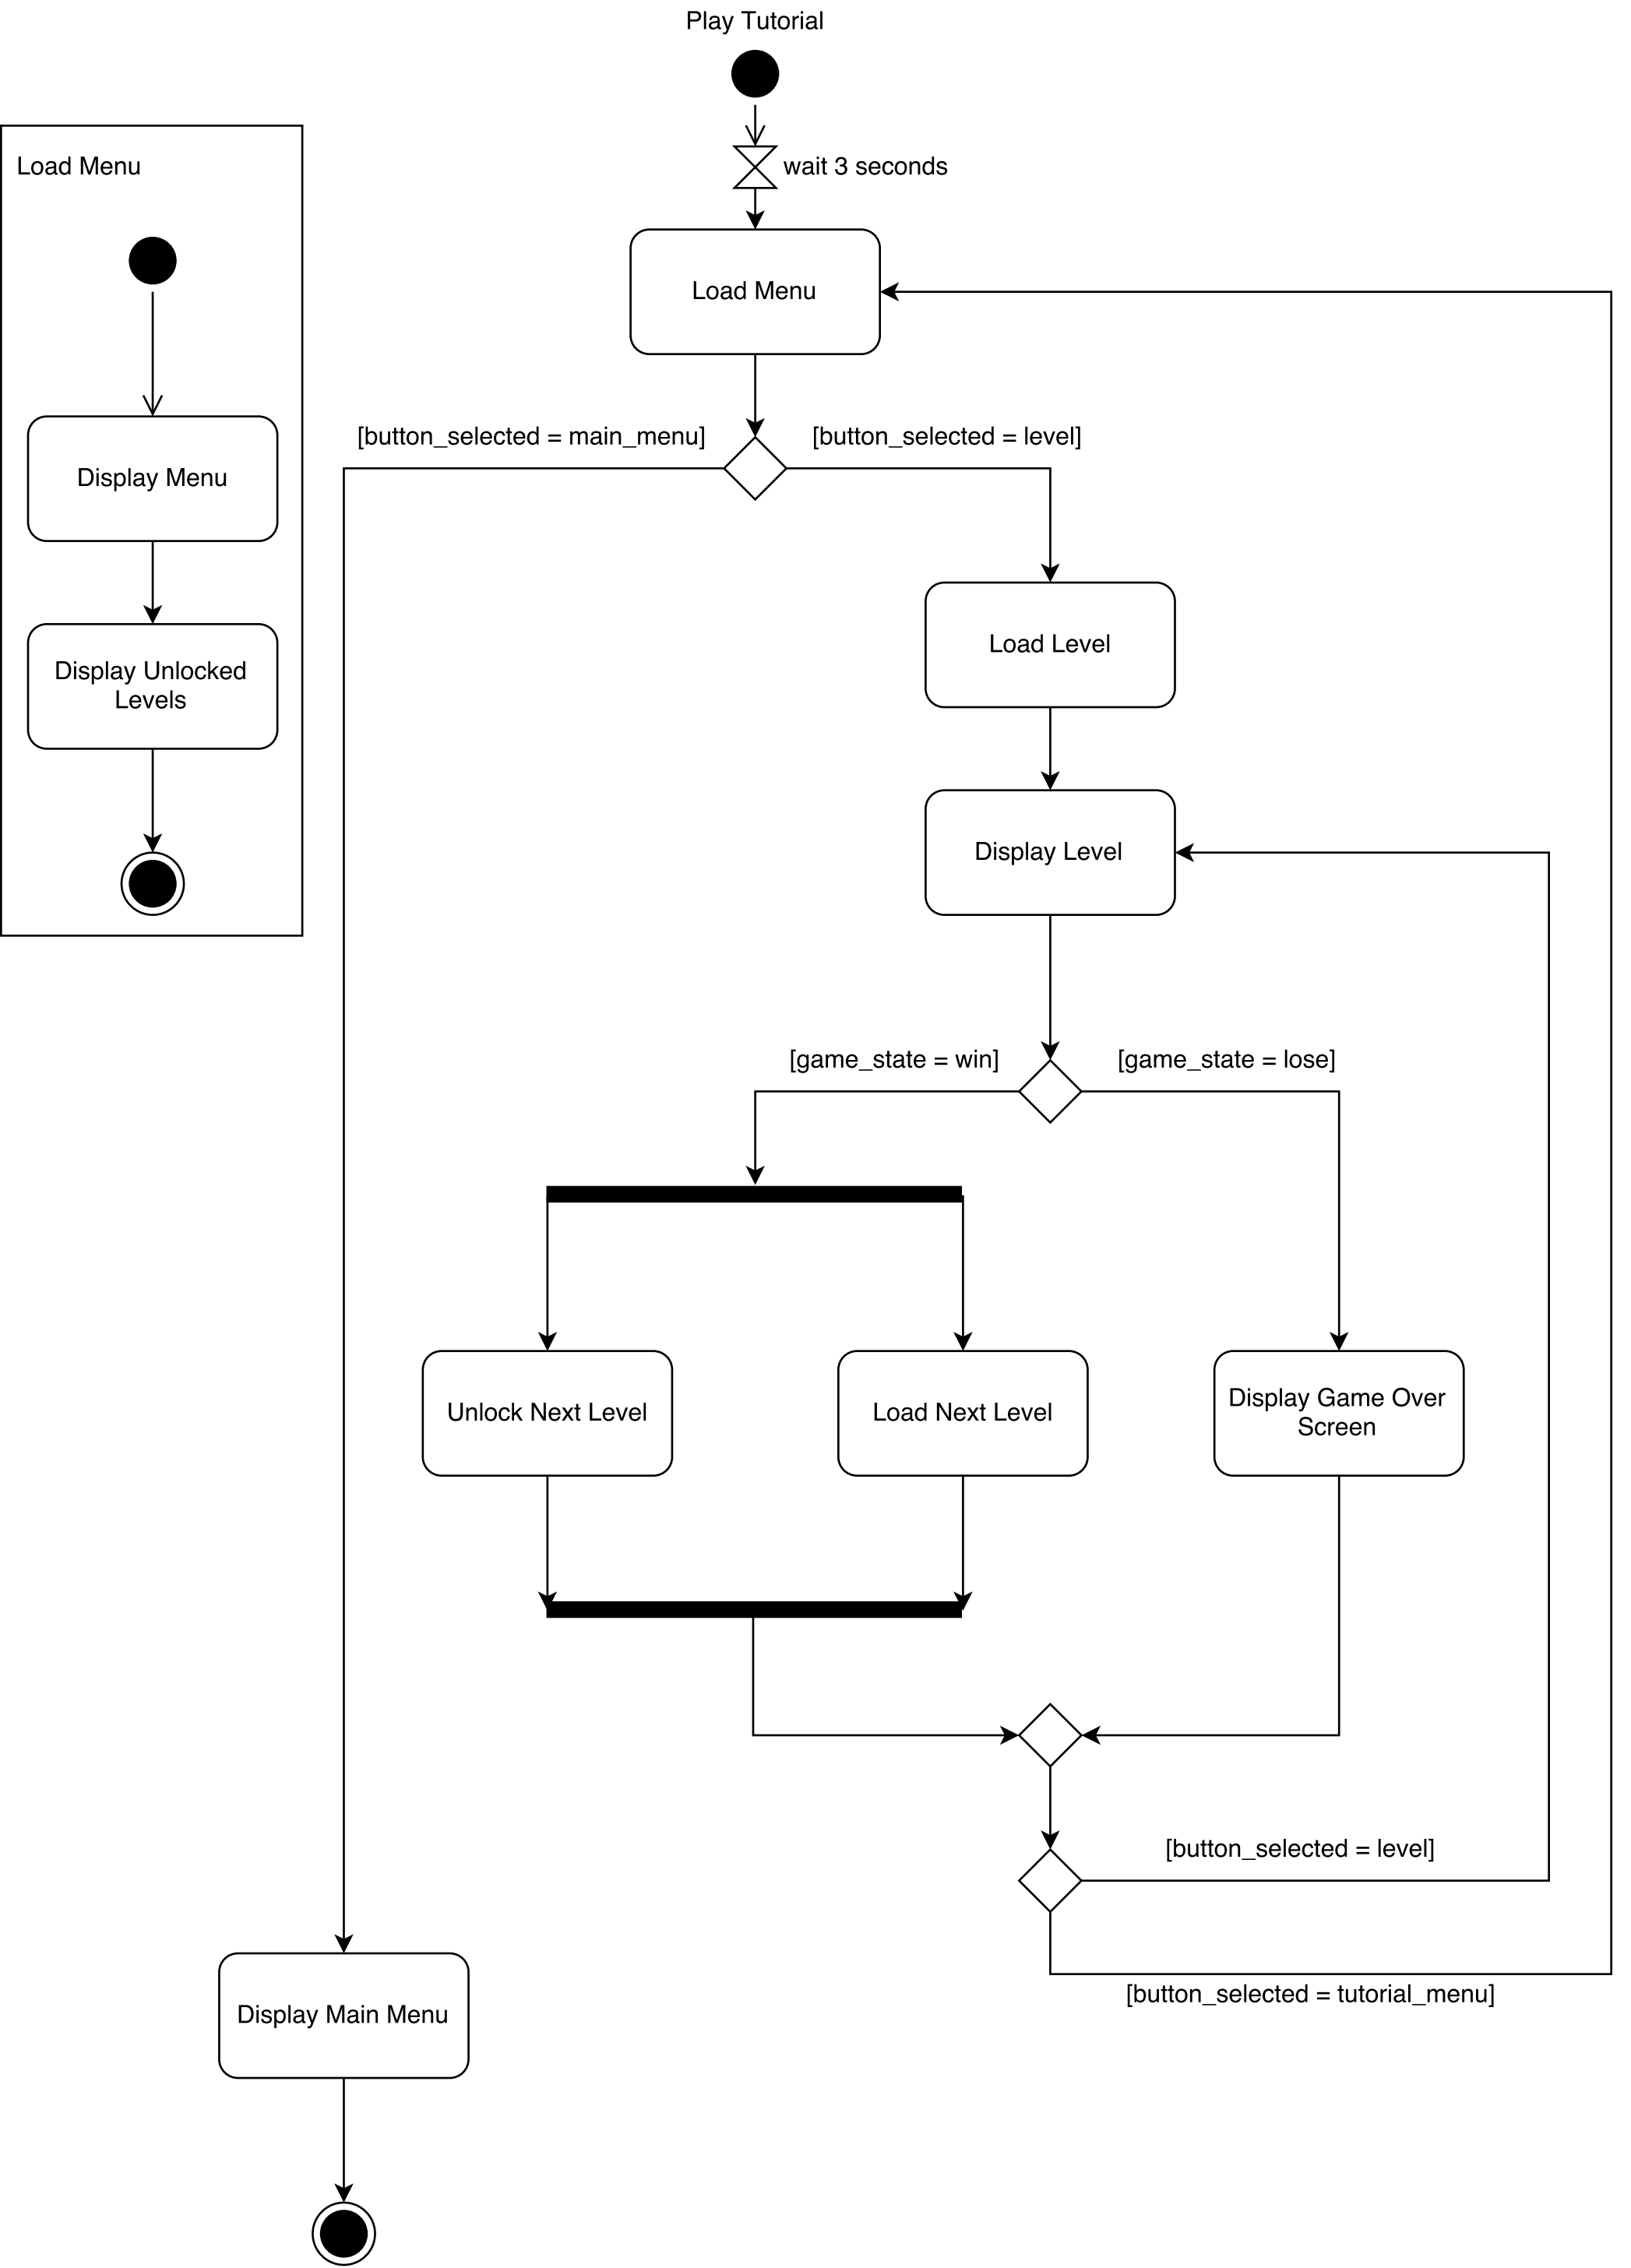 Play Tutorial
wait 3 seconds
Load Menu
Load Menu
[button_selected = main_menu]
[button_selected = level]
Display Menu
Load Level
Display Unlocked
Levels
Display Level
[game_state = win]
[game_state = lose]
Unlock Next Level
Load Next Level
Display Game Over
Screen
[button_selected = level]
[button_selected = tutorial_menu]
Display Main Menu